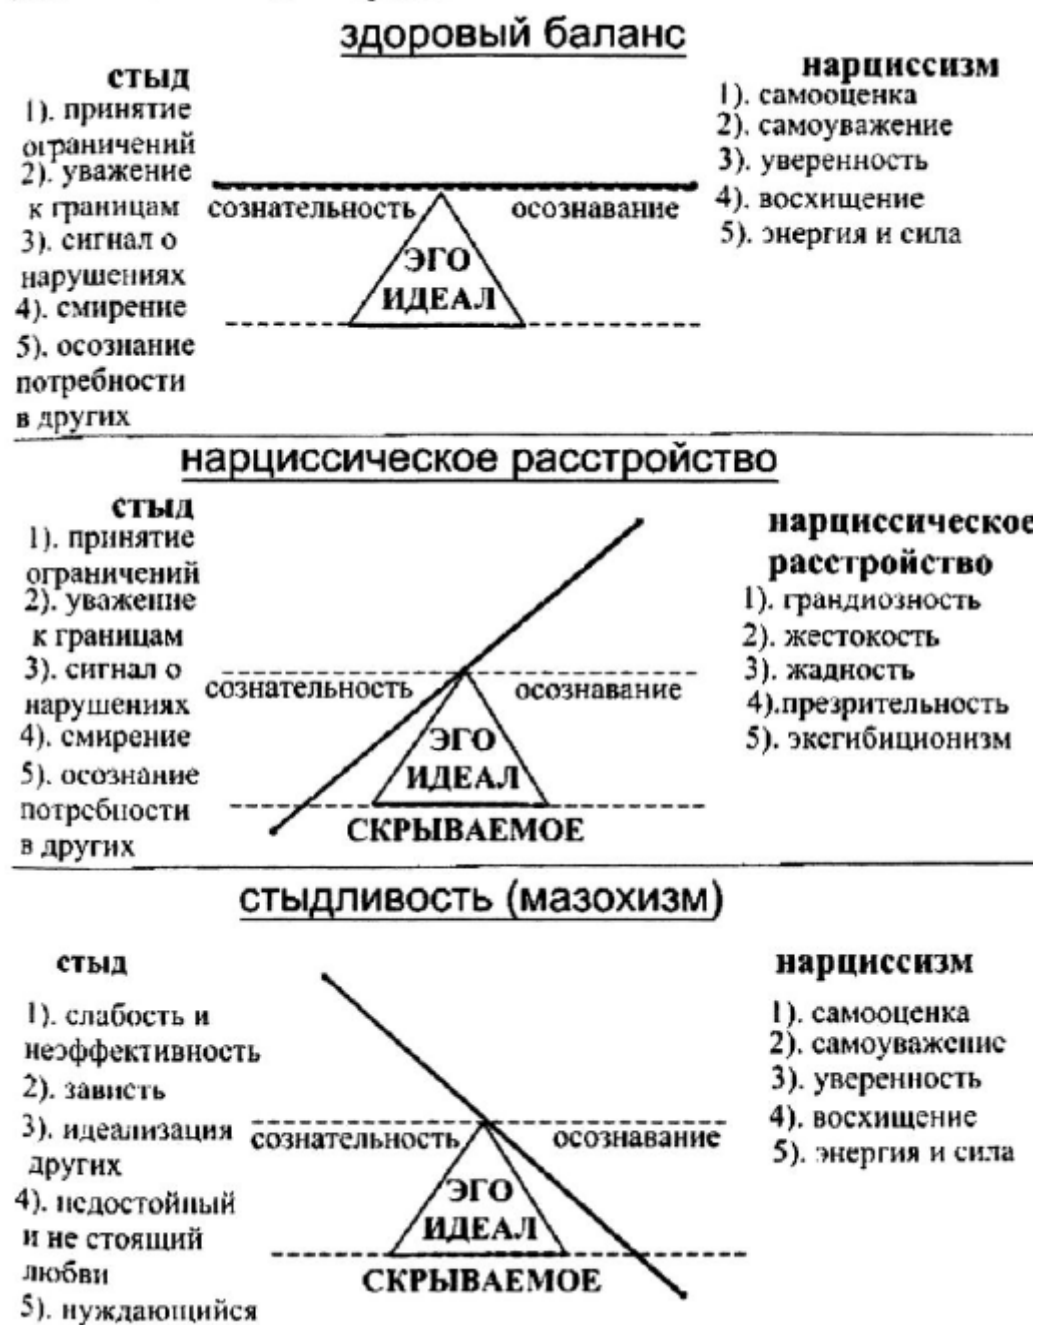 здоровый баланс
стыд
1). принятие
ограничений
2). уважение
к границам
3). сигнал о
нарушениях
4). смирение
5). осознание
потребности
в других
сознательность
осознавание
ЭГО
ИДЕАЛ
нарциссизм
1). самооценка
2). самоуважение
3). уверенность
4). восхищение
5). энергия и сила
нарциссическое расстройство
стыд
1). принятие
ограничений
2). уважение
к границам
3). сигнал о
нарушениях
4). смирение
5). осознание
потребности
в других
сознательность
осознавание
ЭГО
ИДЕАЛ
СКРЫВАЕМОЕ
нарциссическое
расстройство
1). грандиозность
2). жестокость
3). жадность
4).презрительность
5). эксгибиционизм
стыдливость (мазохизм)
стыд
1). слабость и
неэффективность
2). зависть
3). идеализация
других
4). недостойный
и не стоящий
любви
5). нуждающийся
сознательность
осознавание
ЭГО
ИДЕАЛ
СКРЫВАЕМОЕ
нарциссизм
1). самооценка
2). самоуважение
3). уверенность
4). восхищение
5). энергия и сила